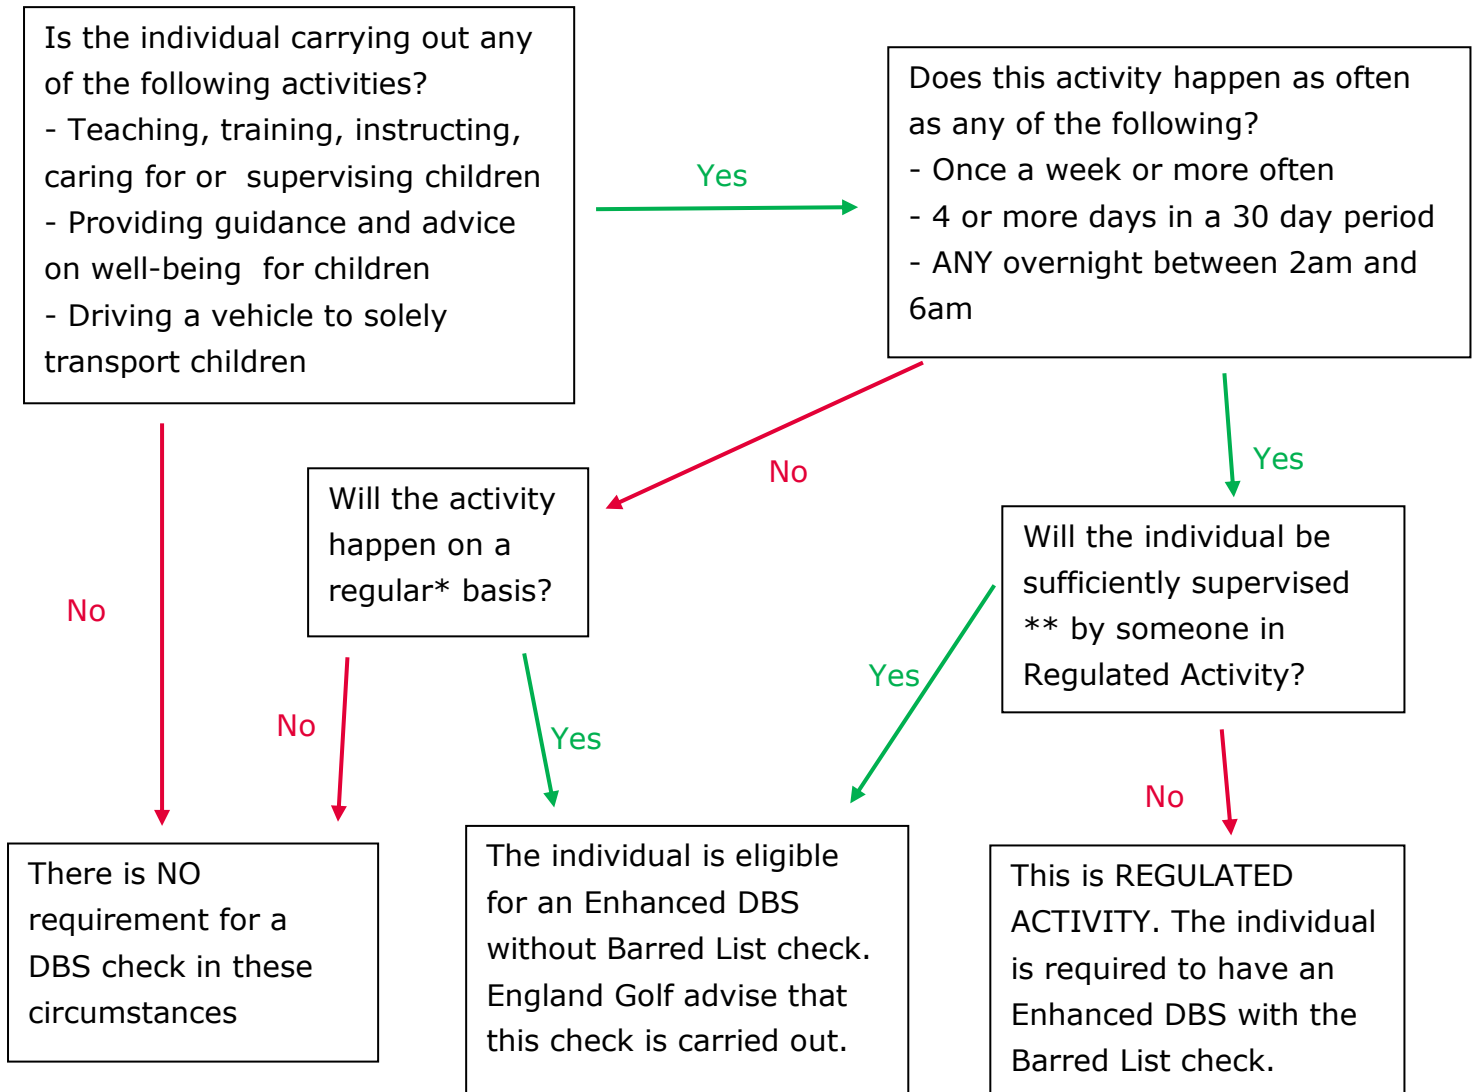 Is the individual carrying out any
of the following activities?
- Teaching, training, instructing,
caring for or  supervising children
- Providing guidance and advice
on well-being  for children
- Driving a vehicle to solely
transport children
Yes
Does this activity happen as often
as any of the following?
- Once a week or more often
- 4 or more days in a 30 day period
- ANY overnight between 2am and
6am
No
Yes
Will the activity
happen on a
regular* basis?
Will the individual be
sufficiently supervised
** by someone in
Regulated Activity?
No
No
Yes
Yes
No
There is NO
requirement for a
DBS check in these
circumstances
The individual is eligible
for an Enhanced DBS
without Barred List check.
England Golf advise that
this check is carried out.
This is REGULATED
ACTIVITY. The individual
is required to have an
Enhanced DBS with the
Barred List check.